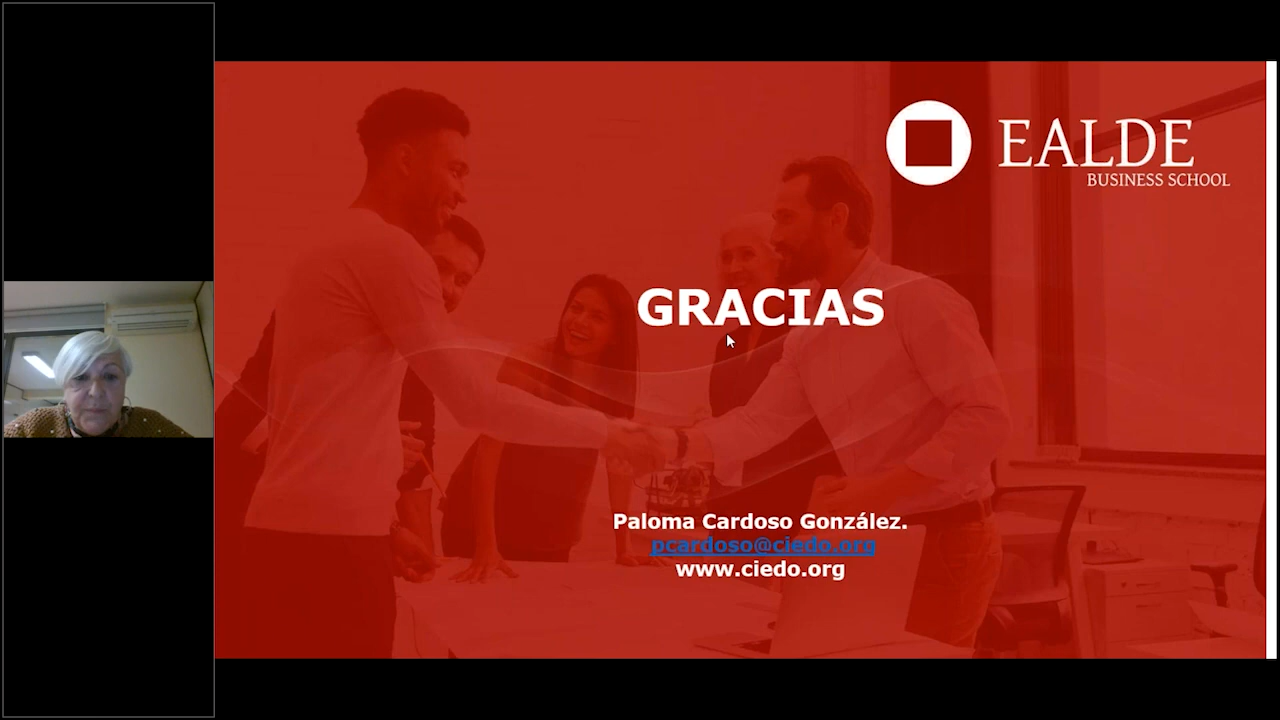 EALDE
BUSINESS SCHOOL
GRACIAS
Paloma Cardoso González.
pcardoso@ciedo.org
www.ciedo.org